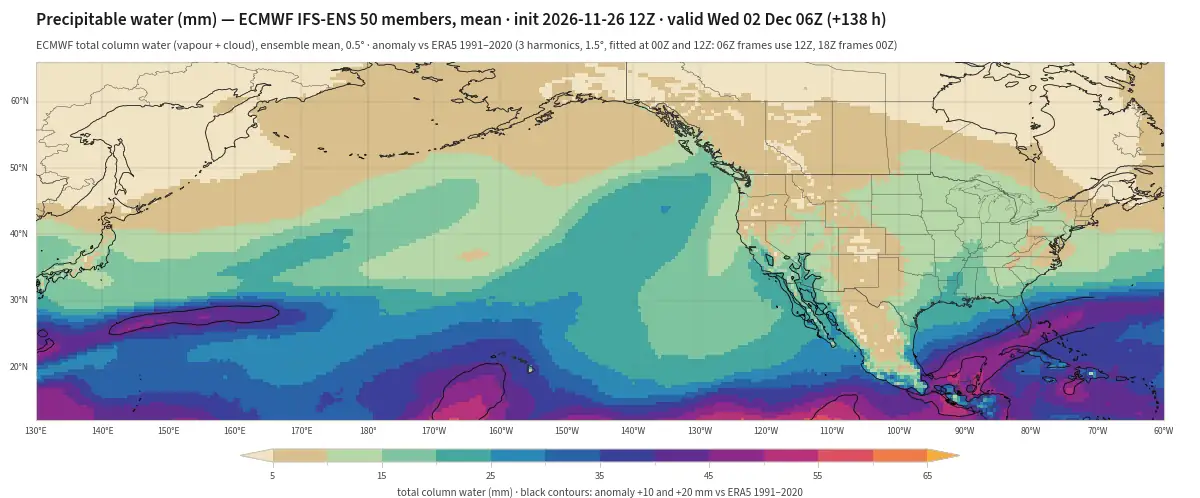 Precipitable water (mm) — ECMWF IFS-ENS 50 members, mean · init 2026-11-26 12Z · valid Wed 02 Dec 06Z (+138 h)
ECMWF total column water (vapour + cloud), ensemble mean, 0.5° · anomaly vs ERA5 1991–2020 (3 harmonics, 1.5°, fitted at 00Z and 12Z: 06Z frames use 12Z, 18Z frames 00Z)
60°N
50°N
40°N
30°N
20°N
130°E 140°E 150°E 160°E 170°E 180° 170°W 160°W 150°W 140°W 130°W 120°W 110°W 100°W 90°W 80°W 70°W 60°W
5 15 25 35 45 55 65
total column water (mm) · black contours: anomaly +10 and +20 mm vs ERA5 1991–2020